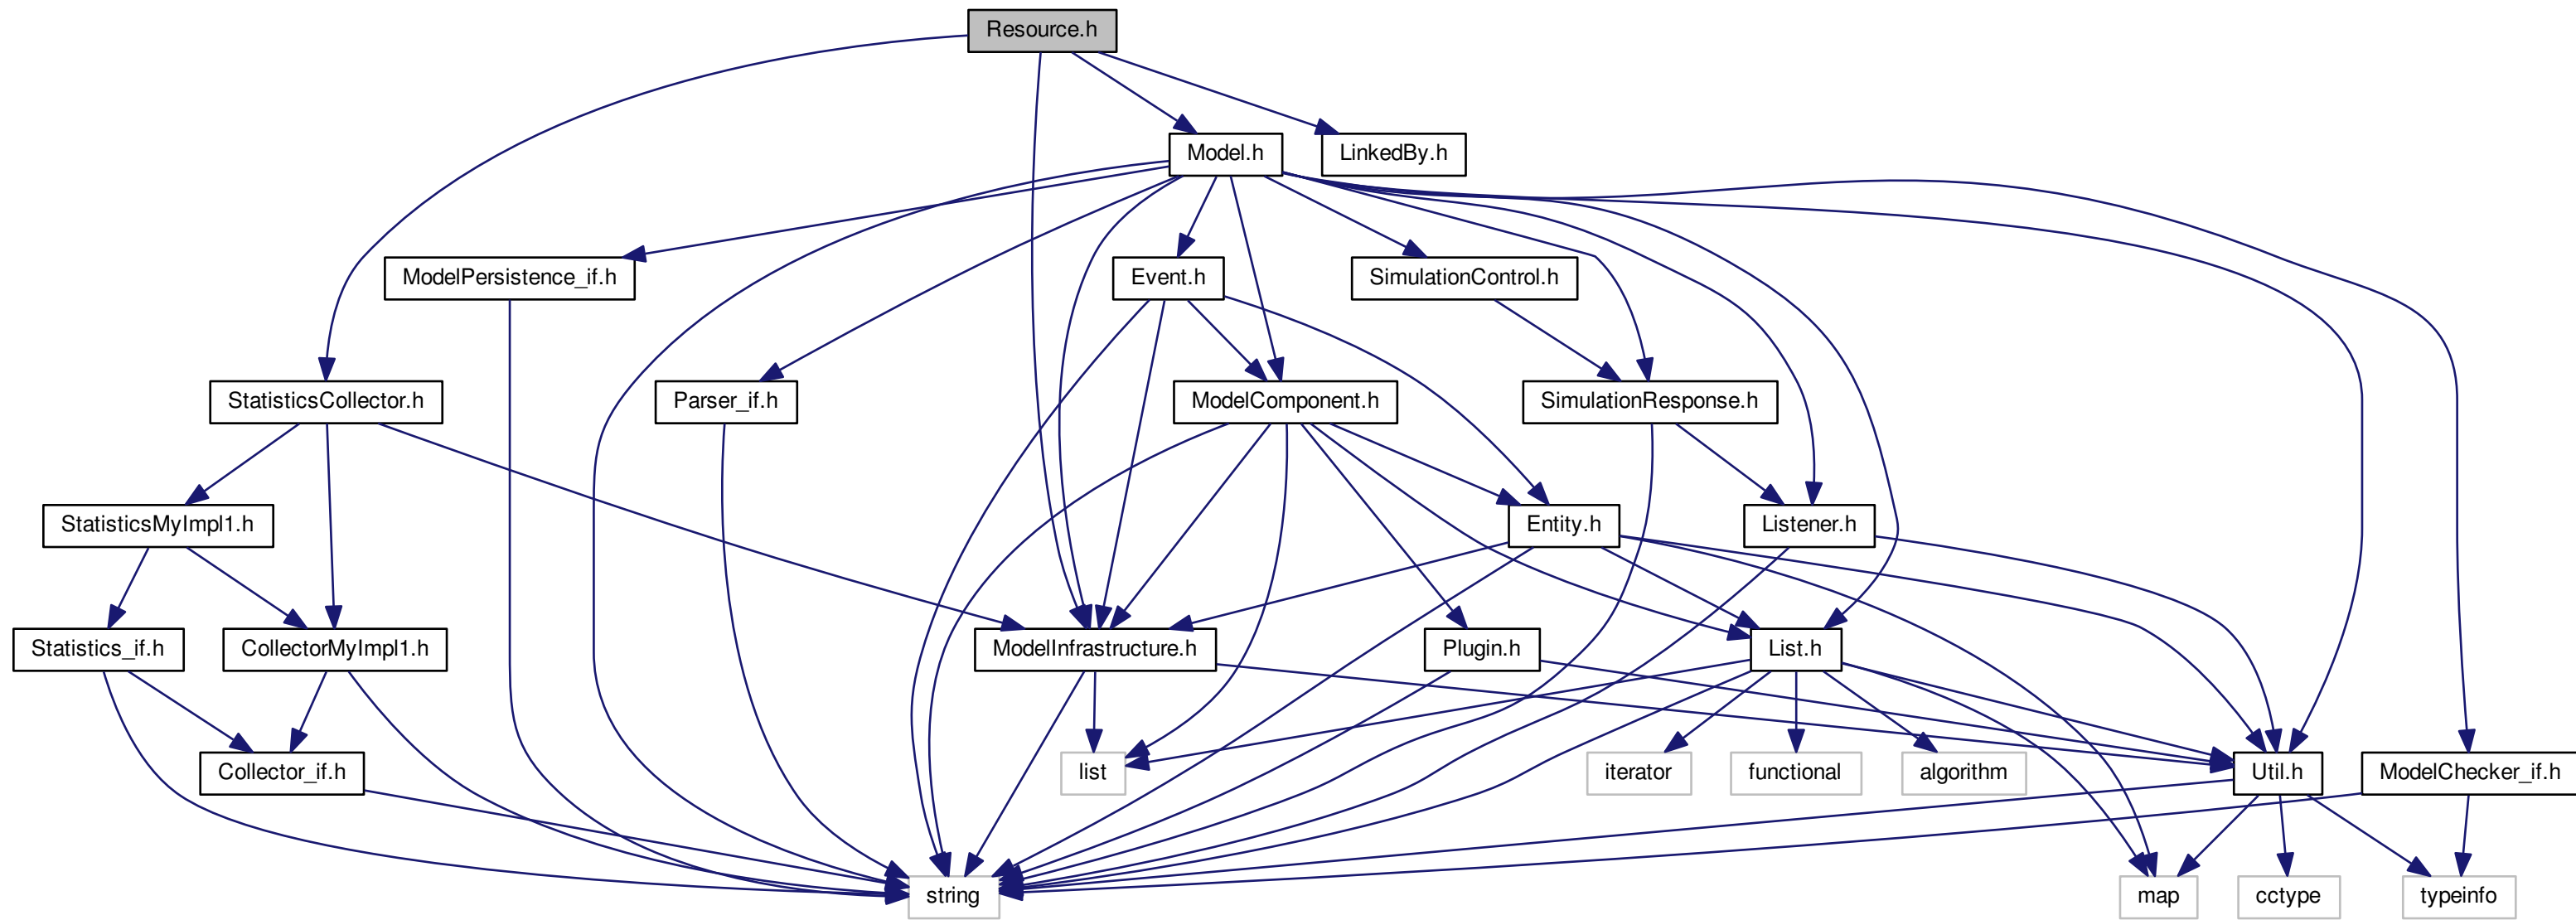 Resource.h
Model.h
LinkedBy.h
ModelPersistence_if.h
Event.h
SimulationControl.h
StatisticsCollector.h
Parser_if.h
ModelComponent.h
SimulationResponse.h
StatisticsMyImpl1.h
Entity.h
Listener.h
Statistics_if.h
CollectorMyImpl1.h
ModelInfrastructure.h
Plugin.h
List.h
Collector_if.h
list
iterator
functional
algorithm
Util.h
ModelChecker_if.h
string
map
cctype
typeinfo